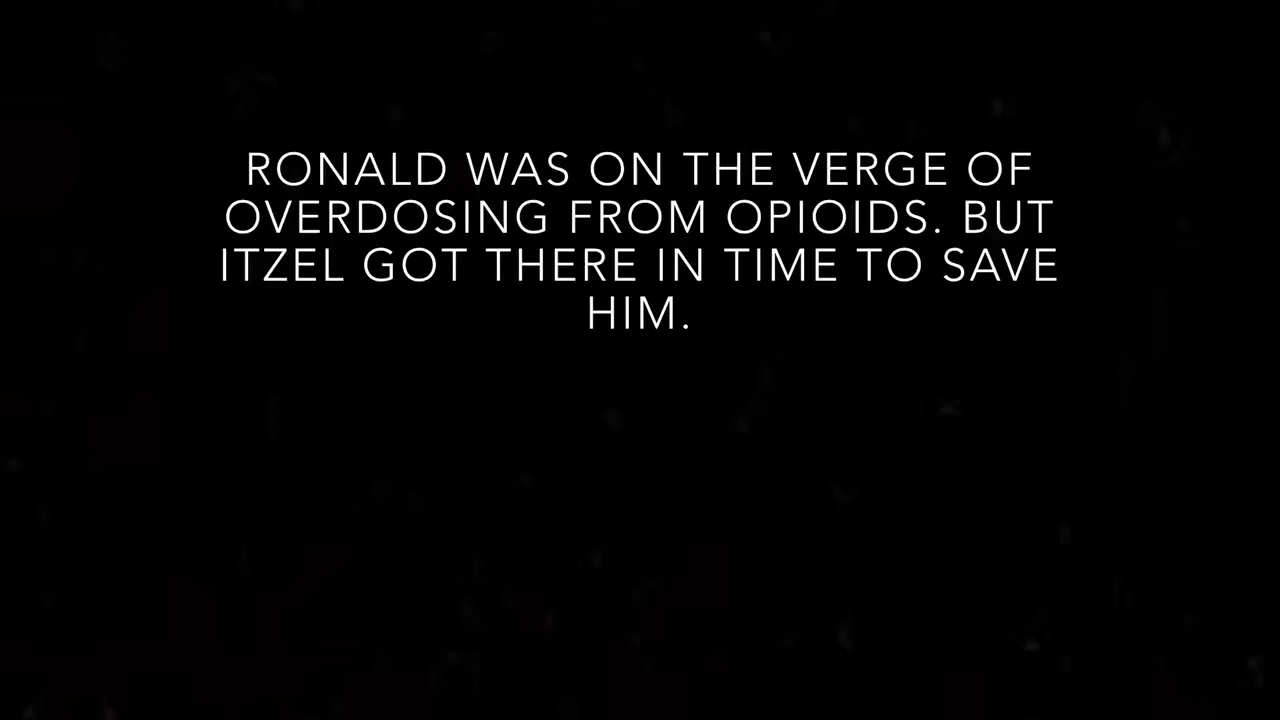 RONALD WAS ON THE VERGE OF
OVERDOSING FROM OPIOIDS. BUT
ITZEL GOT THERE IN TIME TO SAVE
HIM.